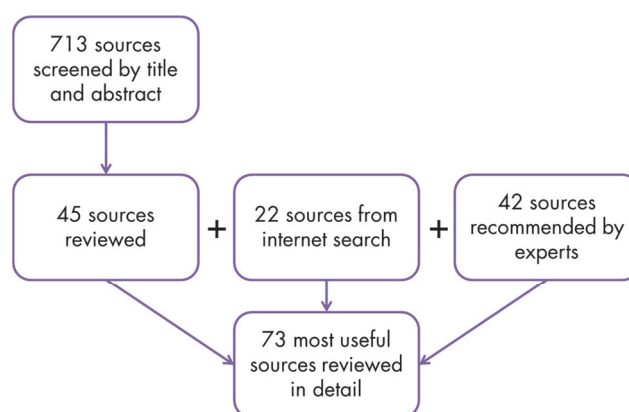 713 sources
screened by title
and abstract
45 sources
reviewed
+
22 sources from
internet search
+
42 sources
recommended by
experts
73 most useful
sources reviewed
in detail